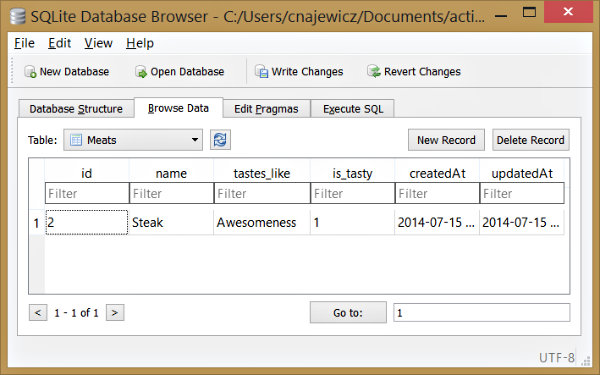 SQLite Database Browser - C:/Users/cnajewicz/Documents/acti...
File Edit View Help
New Database Open Database Write Changes Revert Changes
Database Structure Browse Data Edit Pragmas Execute SQL
Table: Meats New Record Delete Record
id name tastes_like is_tasty createdAt updatedAt
Filter Filter Filter Filter Filter Filter
1 2 Steak Awesomeness 1 2014-07-15 ... 2014-07-15 ...
< 1 - 1 of 1 > Go to: 1
UTF-8